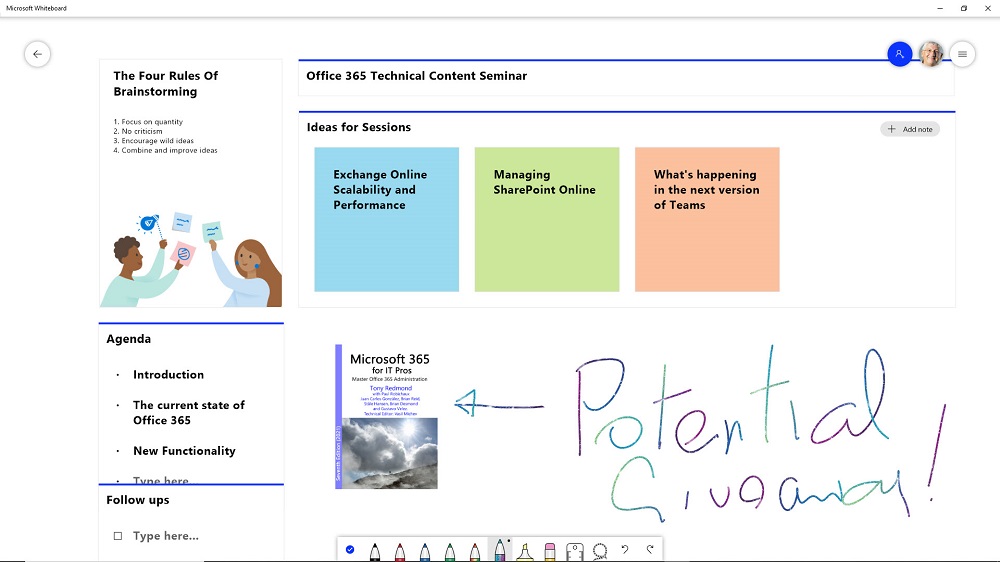 Microsoft Whiteboard
The Four Rules Of
Brainstorming
1. Focus on quantity
2. No criticism
3. Encourage wild ideas
4. Combine and improve ideas
Office 365 Technical Content Seminar
Ideas for Sessions
Add note
Exchange Online
Scalability and
Performance
Managing
SharePoint Online
What's happening
in the next version
of Teams
Agenda
Introduction
The current state of
Office 365
New Functionality
Type here...
Follow ups
Type here...
Microsoft 365
for IT Pros
Master Office 365 Administration
Tony Redmond
with Paul Robichaux
Juan Carlos González, Brian Reid,
Ståle Hansen, Brian Desmond
and Gustavo Velez
Technical Editor: Vasil Michev
Seventh Edition (2021)
Potential
Giveaway!